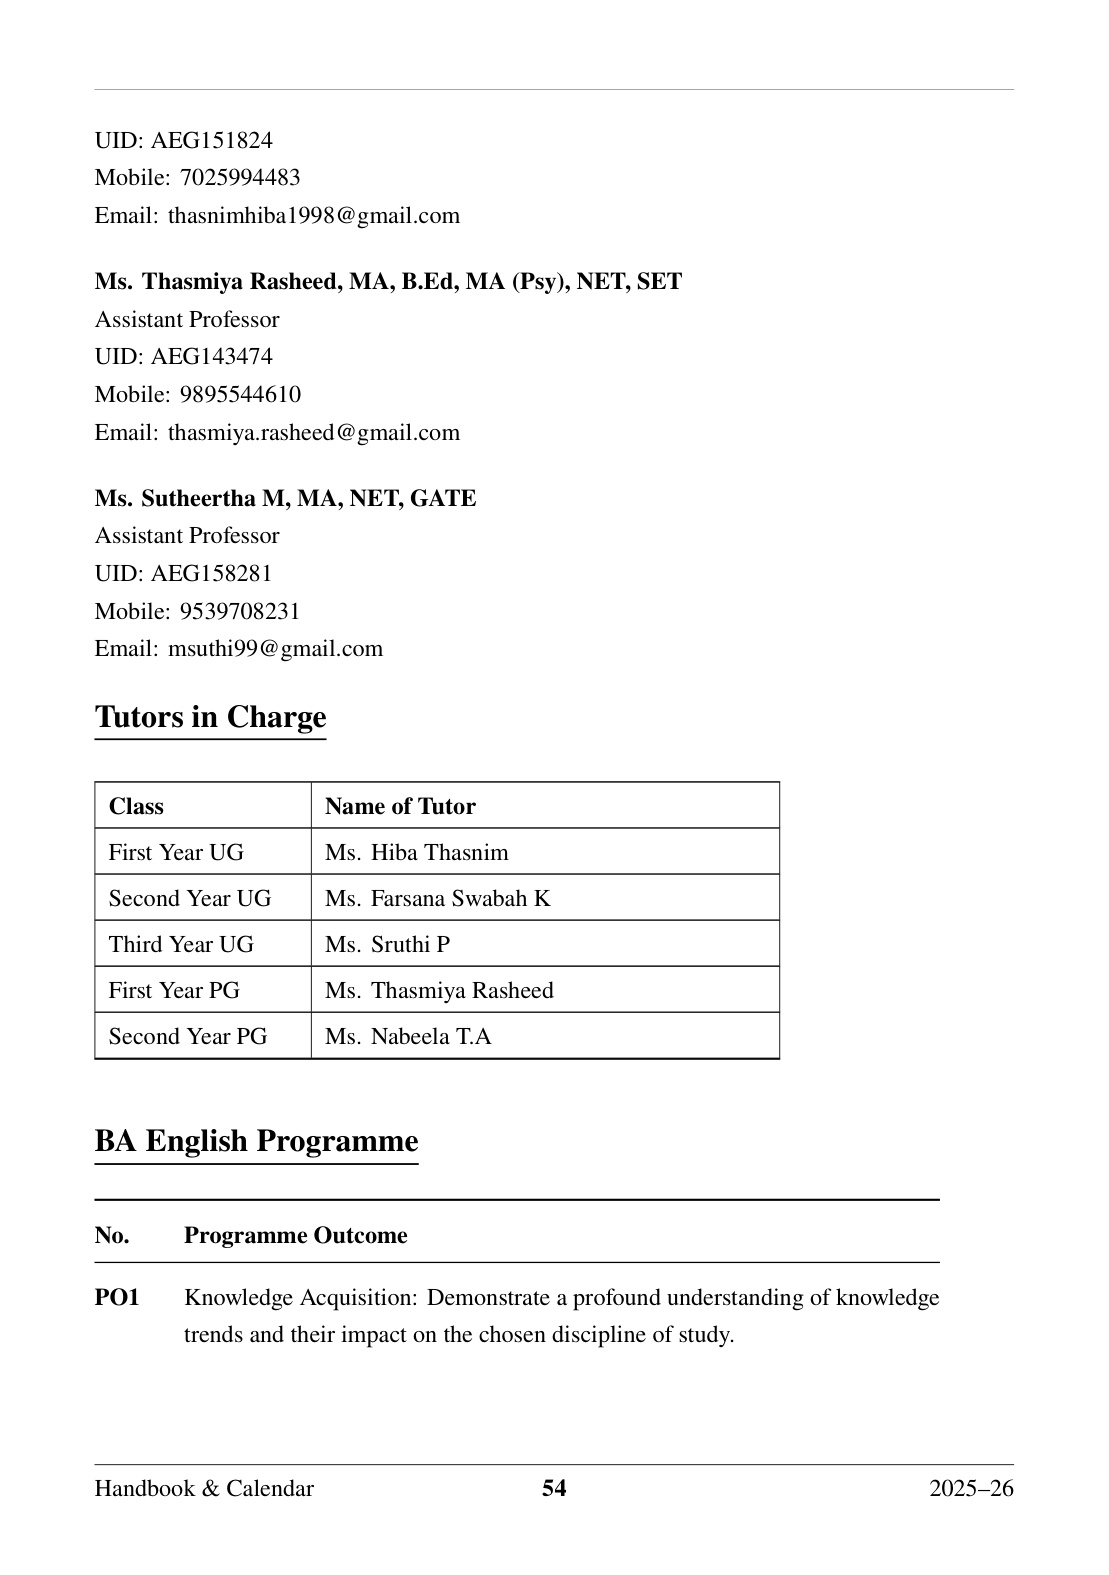 UID: AEG151824
Mobile: 7025994483
Email: thasnimhiba1998@gmail.com
Ms. Thasmiya Rasheed, MA, B.Ed, MA (Psy), NET, SET
Assistant Professor
UID: AEG143474
Mobile: 9895544610
Email: thasmiya.rasheed@gmail.com
Ms. Sutheertha M, MA, NET, GATE
Assistant Professor
UID: AEG158281
Mobile: 9539708231
Email: msuthi99@gmail.com
Tutors in Charge
Class Name of Tutor
First Year UG Ms. Hiba Thasnim
Second Year UG Ms. Farsana Swabah K
Third Year UG Ms. Sruthi P
First Year PG Ms. Thasmiya Rasheed
Second Year PG Ms. Nabeela T.A
BA English Programme
No. Programme Outcome
PO1 Knowledge Acquisition: Demonstrate a profound understanding of knowledge
trends and their impact on the chosen discipline of study.
Handbook & Calendar 54 2025–26